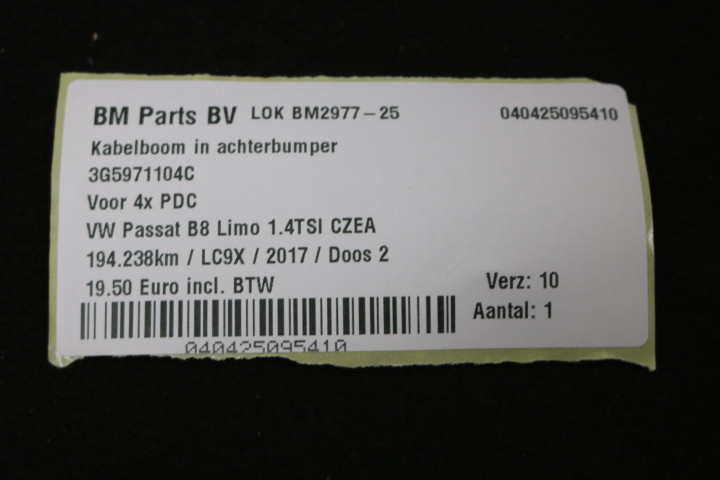 BM Parts BV LOK BM2977-25 040425095410
Kabelboom in achterbumper
3G5971104C
Voor 4x PDC
VW Passat B8 Limo 1.4TSI CZEA
194.238km / LC9X / 2017 / Doos 2
19.50 Euro incl. BTW Verz: 10
Aantal: 1
040425095410